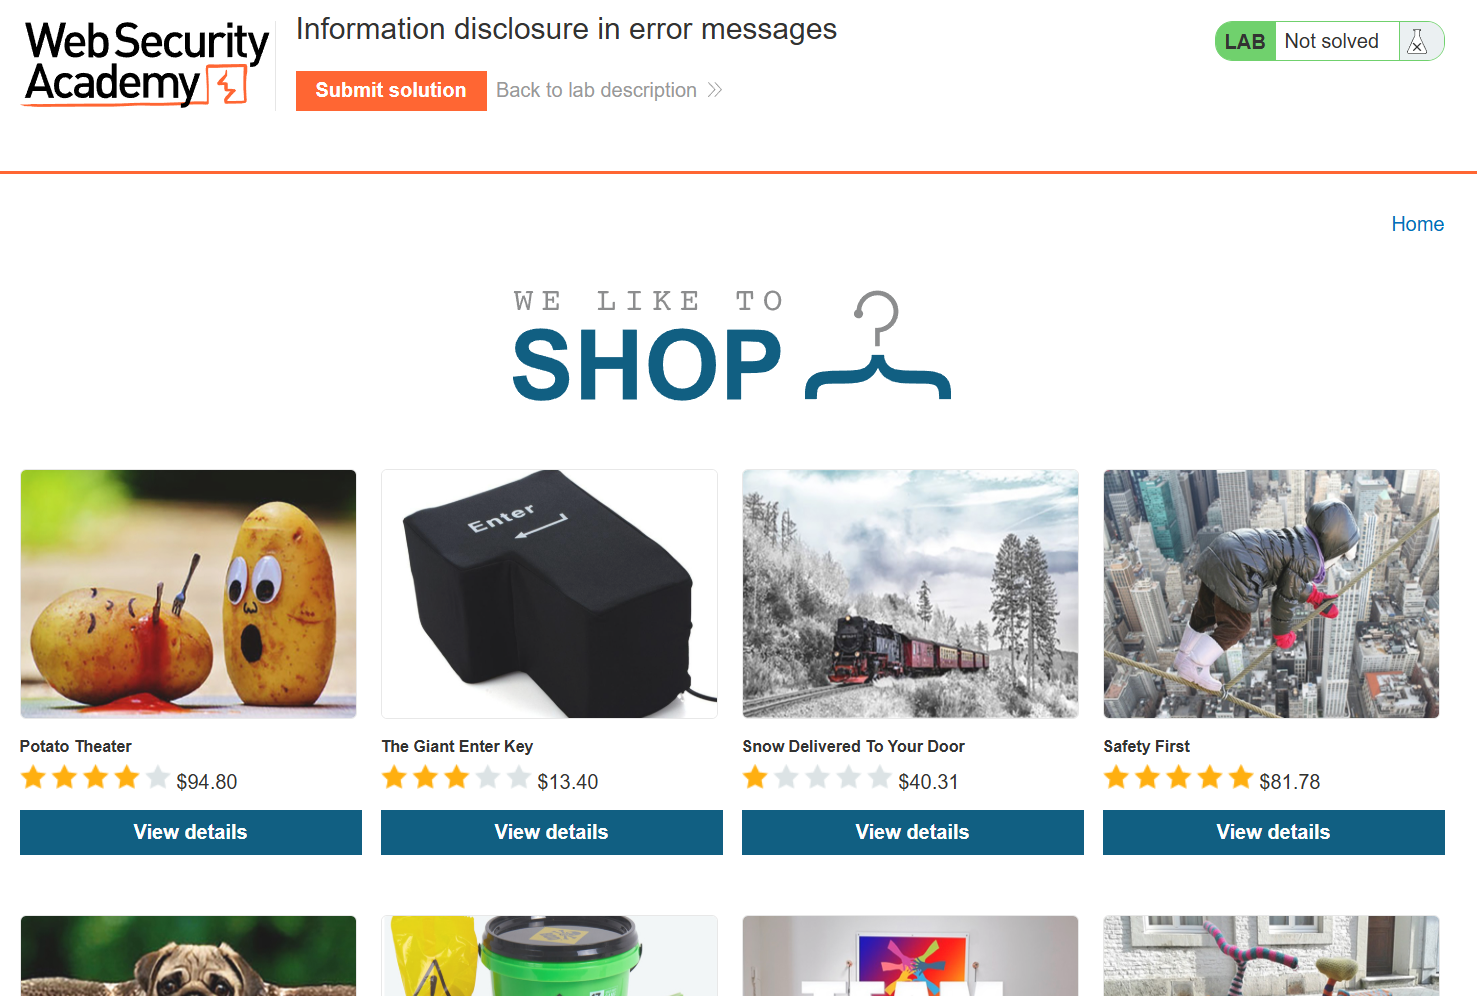 Web Security
Academy
Information disclosure in error messages
Submit solution
Back to lab description
LAB
Not solved
Home
WE LIKE TO
SHOP
Enter
Potato Theater
$94.80
View details
The Giant Enter Key
$13.40
View details
Snow Delivered To Your Door
$40.31
View details
Safety First
$81.78
View details